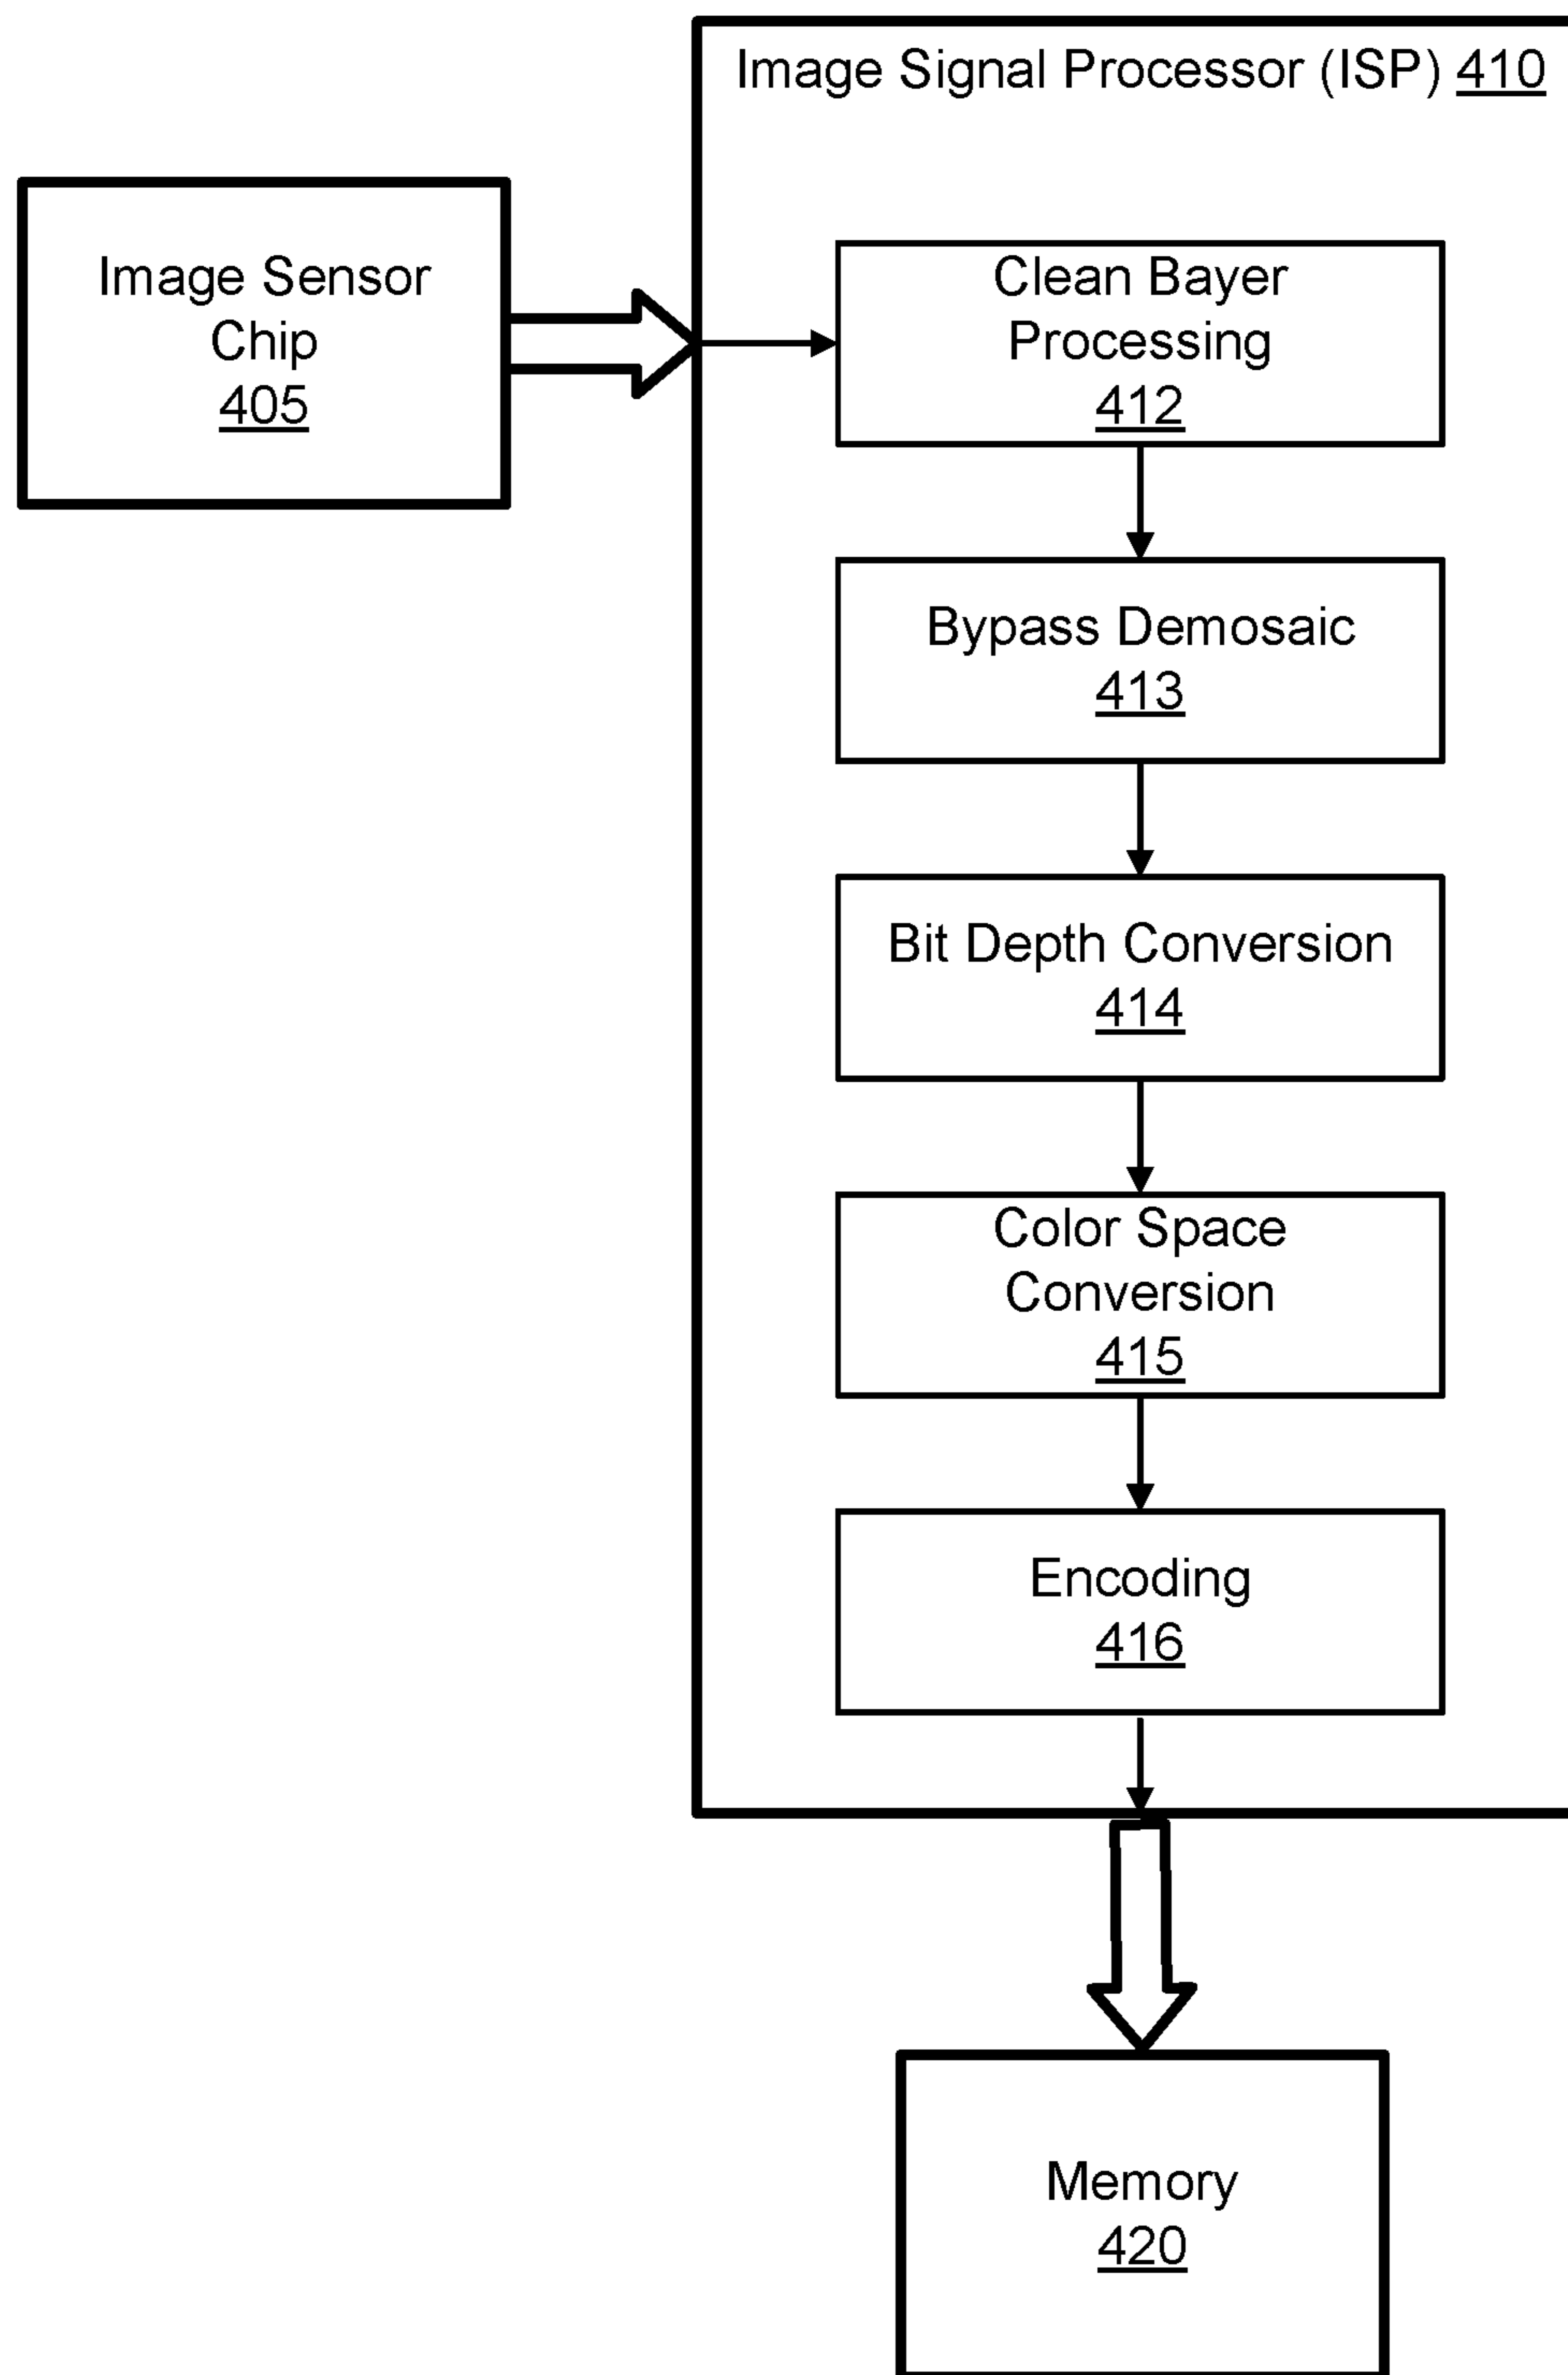 Image Signal Processor (ISP) 410
Image Sensor
Chip
405
Clean Bayer
Processing
412
Bypass Demosaic
413
Bit Depth Conversion
414
Color Space
Conversion
415
Encoding
416
Memory
420